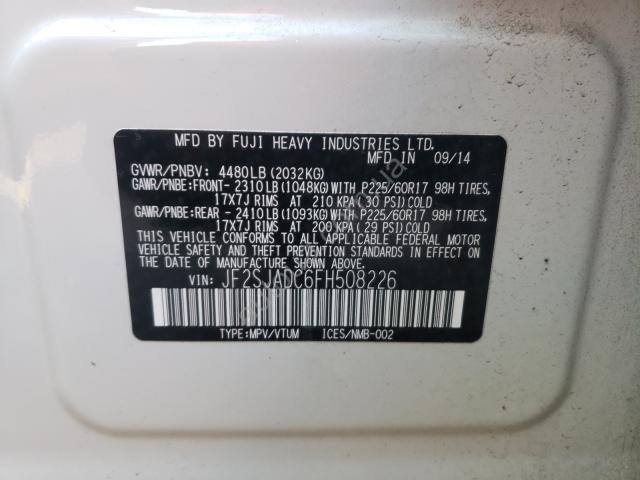 MFD BY FUJI HEAVY INDUSTRIES LTD.
MFD IN 09/14
GVWR/PNBV: 4480LB(2032KG)
GAWR/PNBE:FRONT- 2310LB(1048KG)WITH P225/60R17 98H TIRES,
17X7J RIMS AT 210 KPA(30 PSI)COLD
GAWR/PNBE:REAR - 2410LB(1093KG)WITH P225/60R17 98H TIRES,
17X7J RIMS AT 200 KPA(29 PSI)COLD
THIS VEHICLE CONFORMS TO ALL APPLICABLE FEDERAL MOTOR
VEHICLE SAFETY AND THEFT PREVENTION STANDARDS IN EFFECT
ON THE DATE OF MANUFACTURE SHOWN ABOVE.
VIN: JF2SJADC6FH508226
TYPE:MPV/VTUM ICES/NMB-002